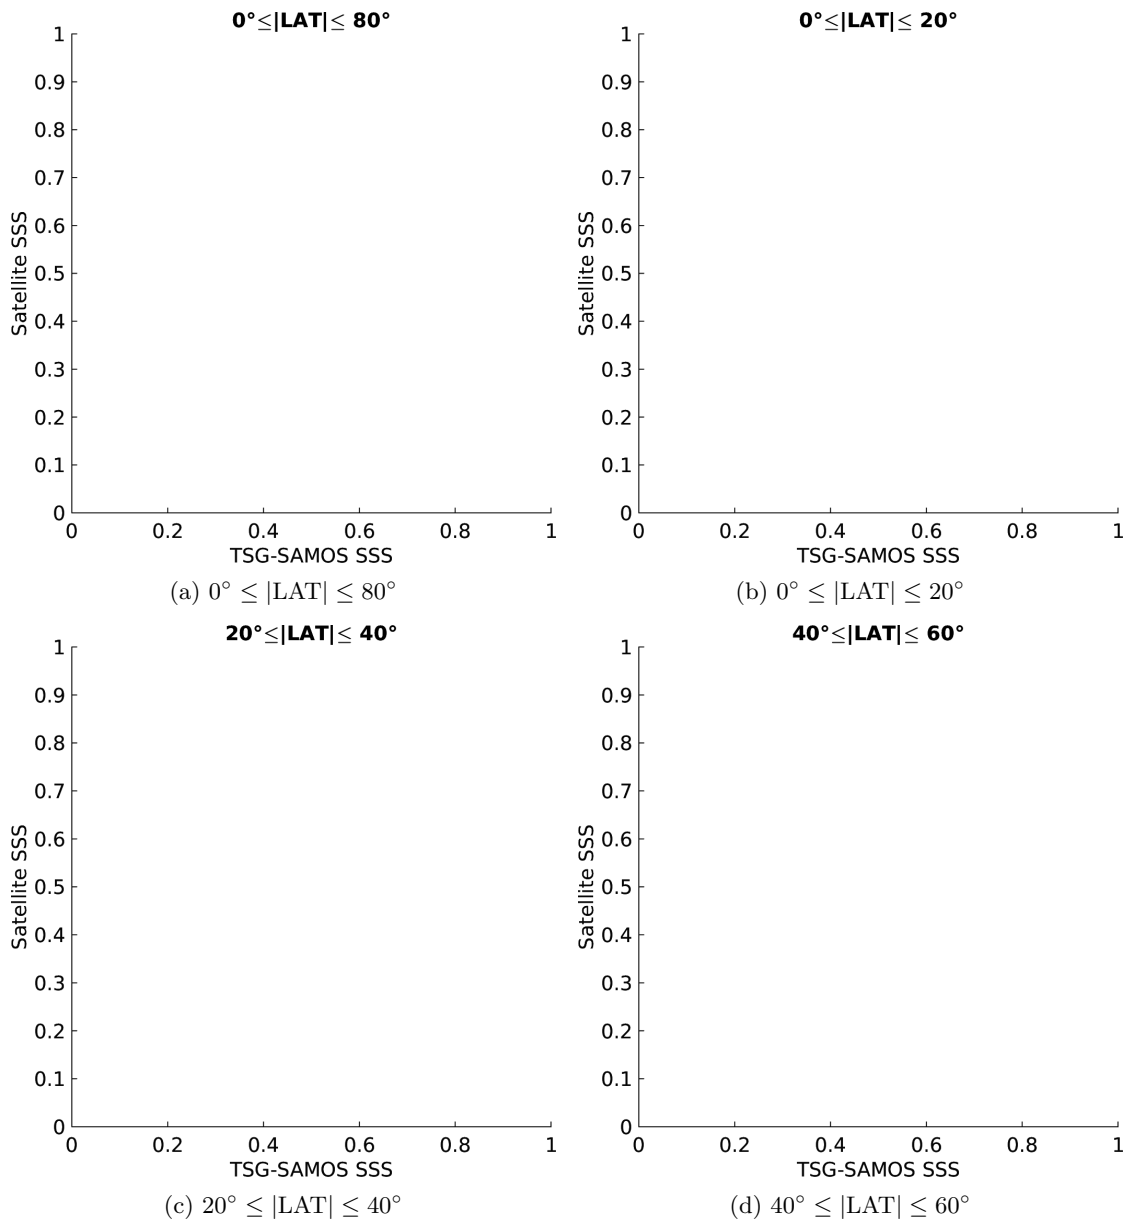 0°≤|LAT|≤ 80°
1
0.9
0.8
0.7
0.6
0.5
0.4
0.3
0.2
0.1
0
Satellite SSS
0 0.2 0.4 0.6 0.8 1
TSG-SAMOS SSS
(a) 0° ≤ |LAT| ≤ 80°
0°≤|LAT|≤ 20°
1
0.9
0.8
0.7
0.6
0.5
0.4
0.3
0.2
0.1
0
Satellite SSS
0 0.2 0.4 0.6 0.8 1
TSG-SAMOS SSS
(b) 0° ≤ |LAT| ≤ 20°
20°≤|LAT|≤ 40°
1
0.9
0.8
0.7
0.6
0.5
0.4
0.3
0.2
0.1
0
Satellite SSS
0 0.2 0.4 0.6 0.8 1
TSG-SAMOS SSS
(c) 20° ≤ |LAT| ≤ 40°
40°≤|LAT|≤ 60°
1
0.9
0.8
0.7
0.6
0.5
0.4
0.3
0.2
0.1
0
Satellite SSS
0 0.2 0.4 0.6 0.8 1
TSG-SAMOS SSS
(d) 40° ≤ |LAT| ≤ 60°